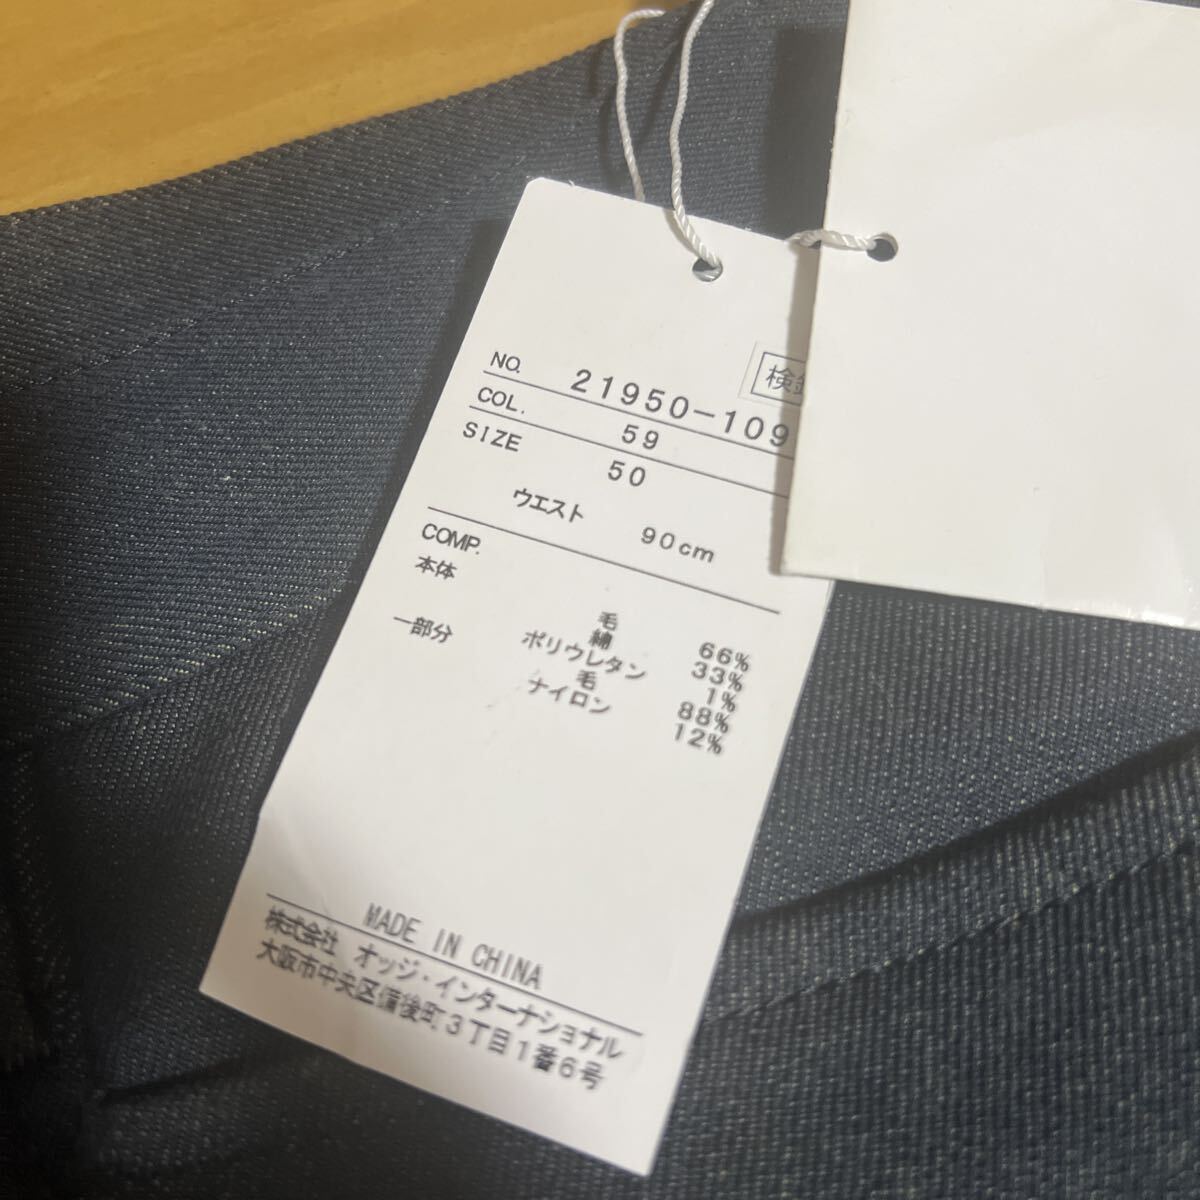 NO. 21950-109
COL. 59
SIZE 50
ウエスト 90cm
COMP.
本体 毛 66%
綿 33%
ポリウレタン 1%
一部分 毛 88%
ナイロン 12%
MADE IN CHINA
株式会社 オッジ・インターナショナル
大阪市中央区備後町3丁目1番6号
検